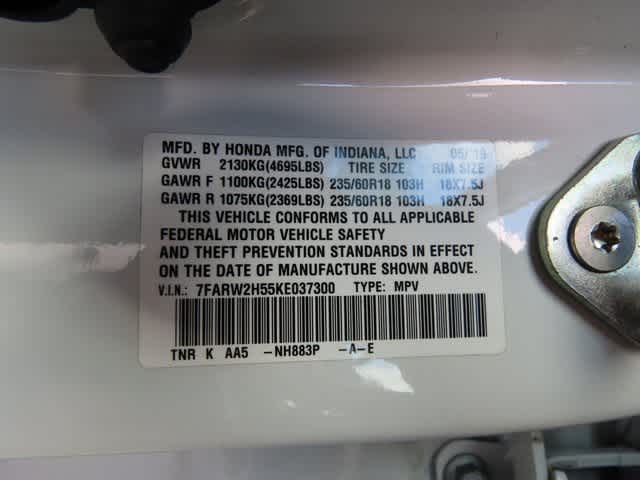 MFD. BY HONDA MFG. OF INDIANA, LLC 05/19
GVWR 2130KG(4695LBS) TIRE SIZE RIM SIZE
GAWR F 1100KG(2425LBS) 235/60R18 103H 18X7.5J
GAWR R 1075KG(2369LBS) 235/60R18 103H 18X7.5J
THIS VEHICLE CONFORMS TO ALL APPLICABLE
FEDERAL MOTOR VEHICLE SAFETY
AND THEFT PREVENTION STANDARDS IN EFFECT
ON THE DATE OF MANUFACTURE SHOWN ABOVE.
V.I.N.: 7FARW2H55KE037300 TYPE: MPV
TNR K AA5 -NH883P -A-E